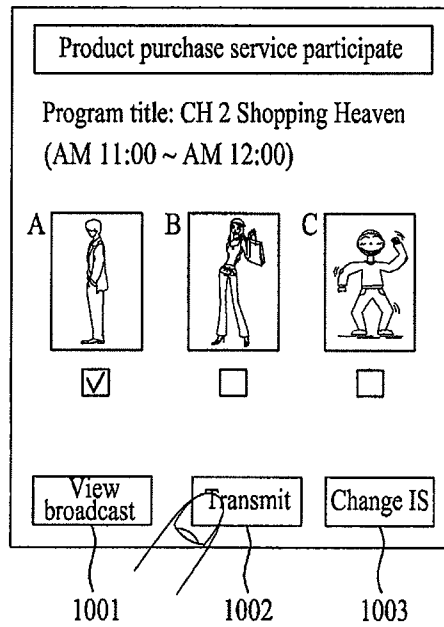 Product purchase service participate
Program title: CH 2 Shopping Heaven
(AM 11:00 ~ AM 12:00)
A B C
View broadcast Transmit Change IS
1001 1002 1003